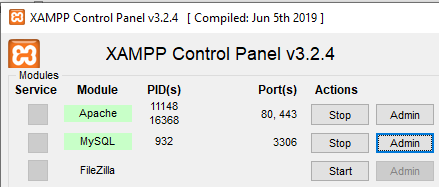 XAMPP Control Panel v3.2.4 [ Compiled: Jun 5th 2019 ]
XAMPP Control Panel v3.2.4
Modules
Service Module PID(s) Port(s) Actions
Apache 11148 16368 80, 443 Stop Admin
MySQL 932 3306 Stop Admin
FileZilla Start Admin